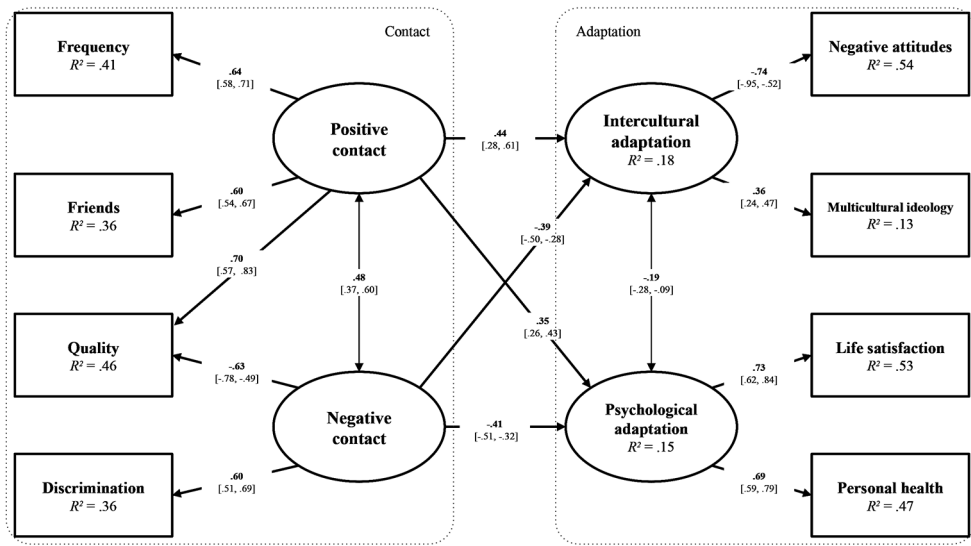 Contact
Adaptation
Frequency
R² = .41
Friends
R² = .36
Quality
R² = .46
Discrimination
R² = .36
.64
[.58, .71]
.60
[.54, .67]
.70
[.57, .83]
-.63
[-.78, -.49]
.60
[.51, .69]
Positive
contact
.48
[.37, .60]
Negative
contact
.44
[.28, .61]
-.39
[-.50, -.28]
.35
[.26, .43]
-.41
[-.51, -.32]
Intercultural
adaptation
R² = .18
-.19
[-.28, -.09]
Psychological
adaptation
R² = .15
-.74
[-.95, -.52]
.36
[.24, .47]
.73
[.62, .84]
.69
[.59, .79]
Negative attitudes
R² = .54
Multicultural ideology
R² = .13
Life satisfaction
R² = .53
Personal health
R² = .47